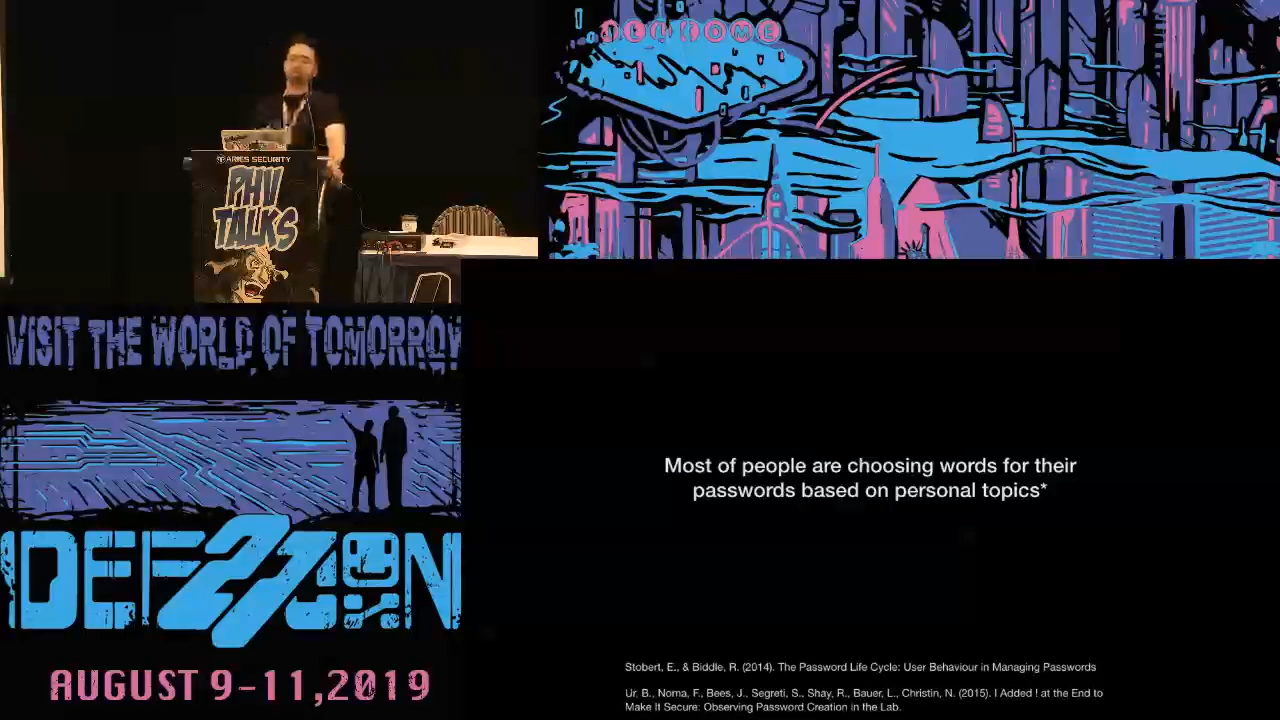 WELCOME
ARIES SECURITY
PHV
TALKS
VISIT THE WORLD OF TOMORROW
DEF 27 CON
AUGUST 9-11,2019
Most of people are choosing words for their
passwords based on personal topics*
Stobert, E., & Biddle, R. (2014). The Password Life Cycle: User Behaviour in Managing Passwords
Ur, B., Noma, F., Bees, J., Segreti, S., Shay, R., Bauer, L., Christin, N. (2015). I Added ! at the End to
Make It Secure: Observing Password Creation in the Lab.